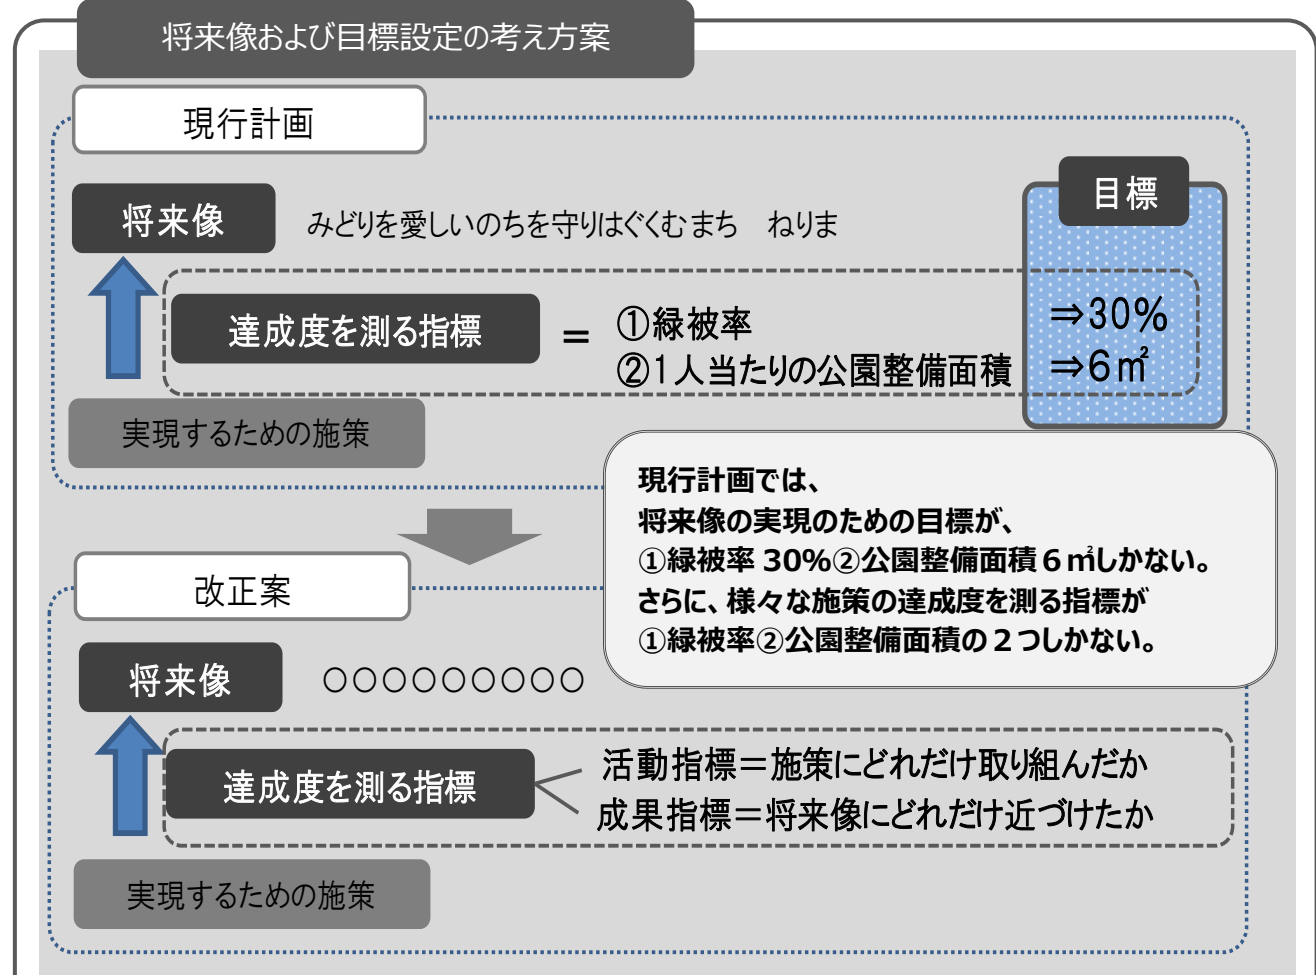 将来像および目標設定の考え方案
現行計画
目標
将来像
みどりを愛しいのちを守りはぐくむまち　ねりま
達成度を測る指標
＝
①緑被率
⇒30%
②1人当たりの公園整備面積
⇒6㎡
実現するための施策
現行計画では、
将来像の実現のための目標が、
①緑被率 30%②公園整備面積６㎡しかない。
さらに、様々な施策の達成度を測る指標が
①緑被率②公園整備面積の２つしかない。
改正案
将来像
○○○○○○○○○
達成度を測る指標
活動指標＝施策にどれだけ取り組んだか
成果指標＝将来像にどれだけ近づけたか
実現するための施策